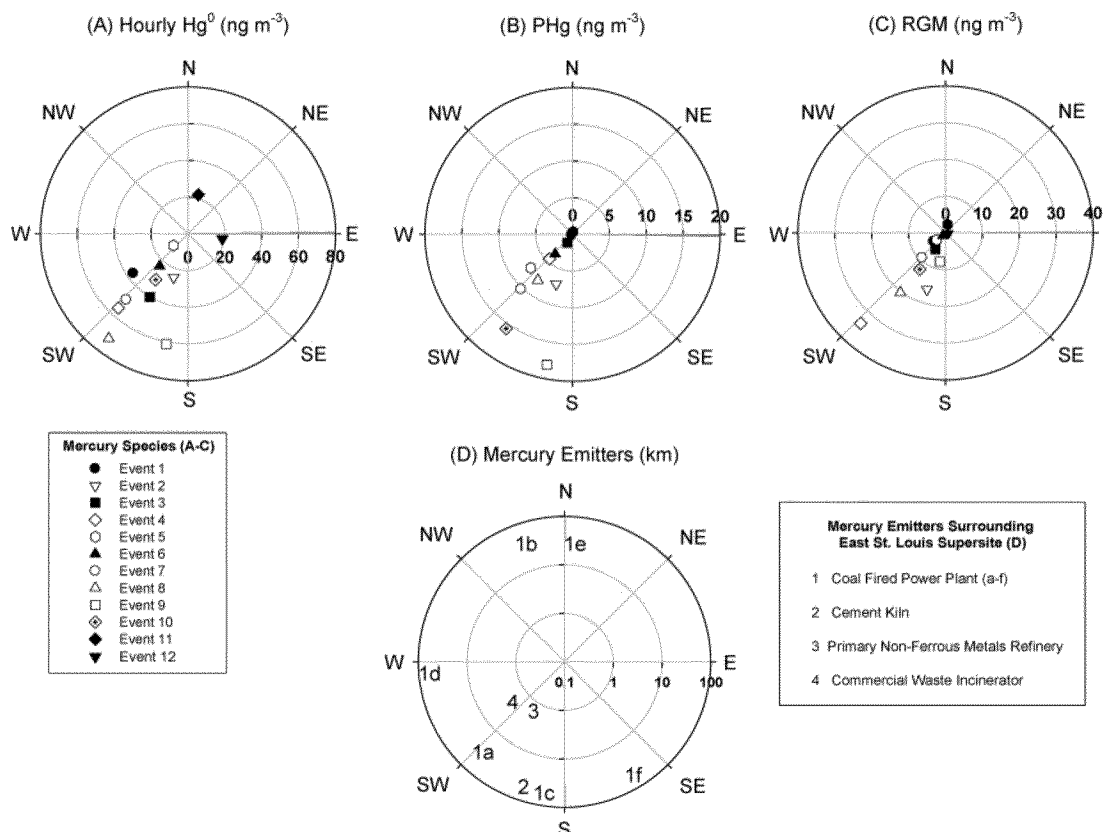 (A) Hourly Hg⁰ (ng m⁻³)
N
NW
NE
W
E
0 20 40 60 80
SW
SE
S
(B) PHg (ng m⁻³)
N
NW
NE
0 5 10 15 20
W
E
SW
SE
S
(C) RGM (ng m⁻³)
N
NW
NE
0 10 20 30 40
W
E
SW
SE
S
Mercury Species (A-C)
Event 1
Event 2
Event 3
Event 4
Event 5
Event 6
Event 7
Event 8
Event 9
Event 10
Event 11
Event 12
(D) Mercury Emitters (km)
N
NW
NE
1b 1e
W
E
1d
0.1 1 10 100
4
3
1a
SW
SE
2 1c
1f
S
Mercury Emitters Surrounding
East St. Louis Supersite (D)
1 Coal Fired Power Plant (a-f)
2 Cement Kiln
3 Primary Non-Ferrous Metals Refinery
4 Commercial Waste Incinerator